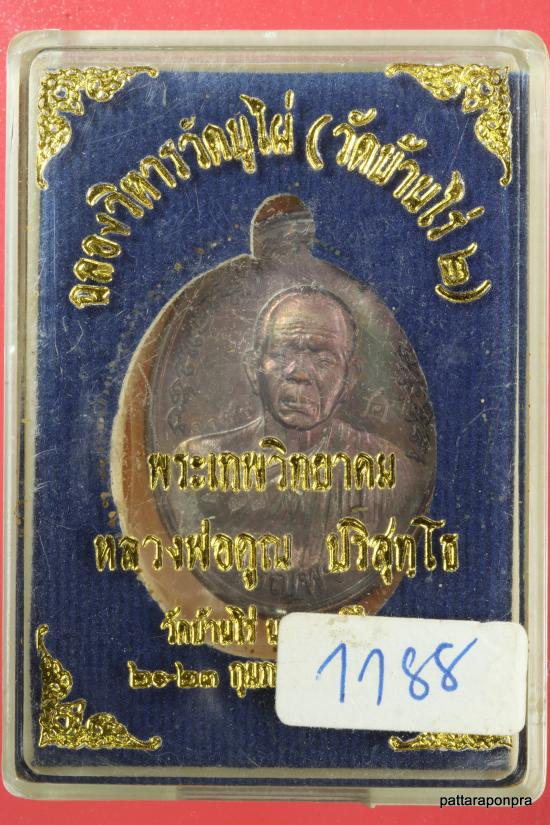 ฉลองวิหารวัดพูไผ่ (วัดบ้านไร่ ๒)
พระเทพวิทยาคม
หลวงพ่อคูณ ปริสุทฺโธ
วัดบ้านไร่
๒๑-๒๓
1188
pattaraponpra